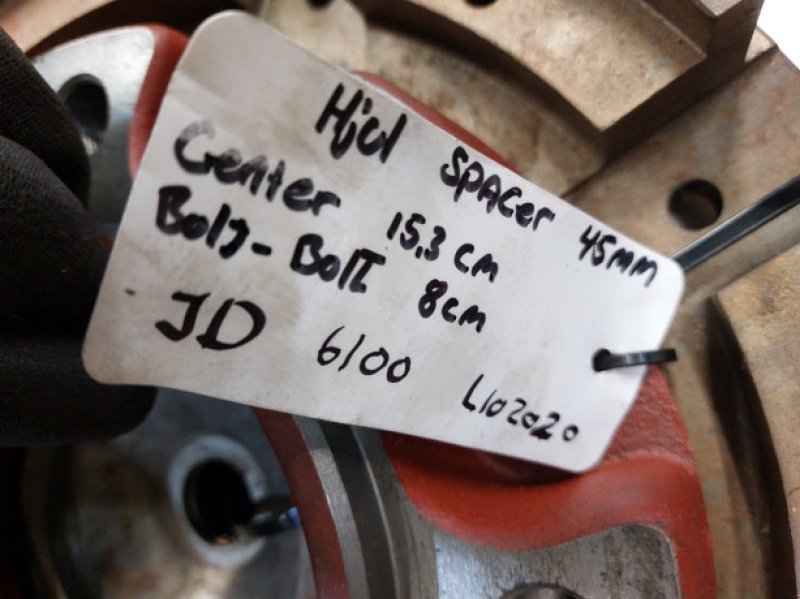 Hjul Spacer 45mm
Center 15,3 cm
Bolt-Bolt 8cm
JD 6100 L102020